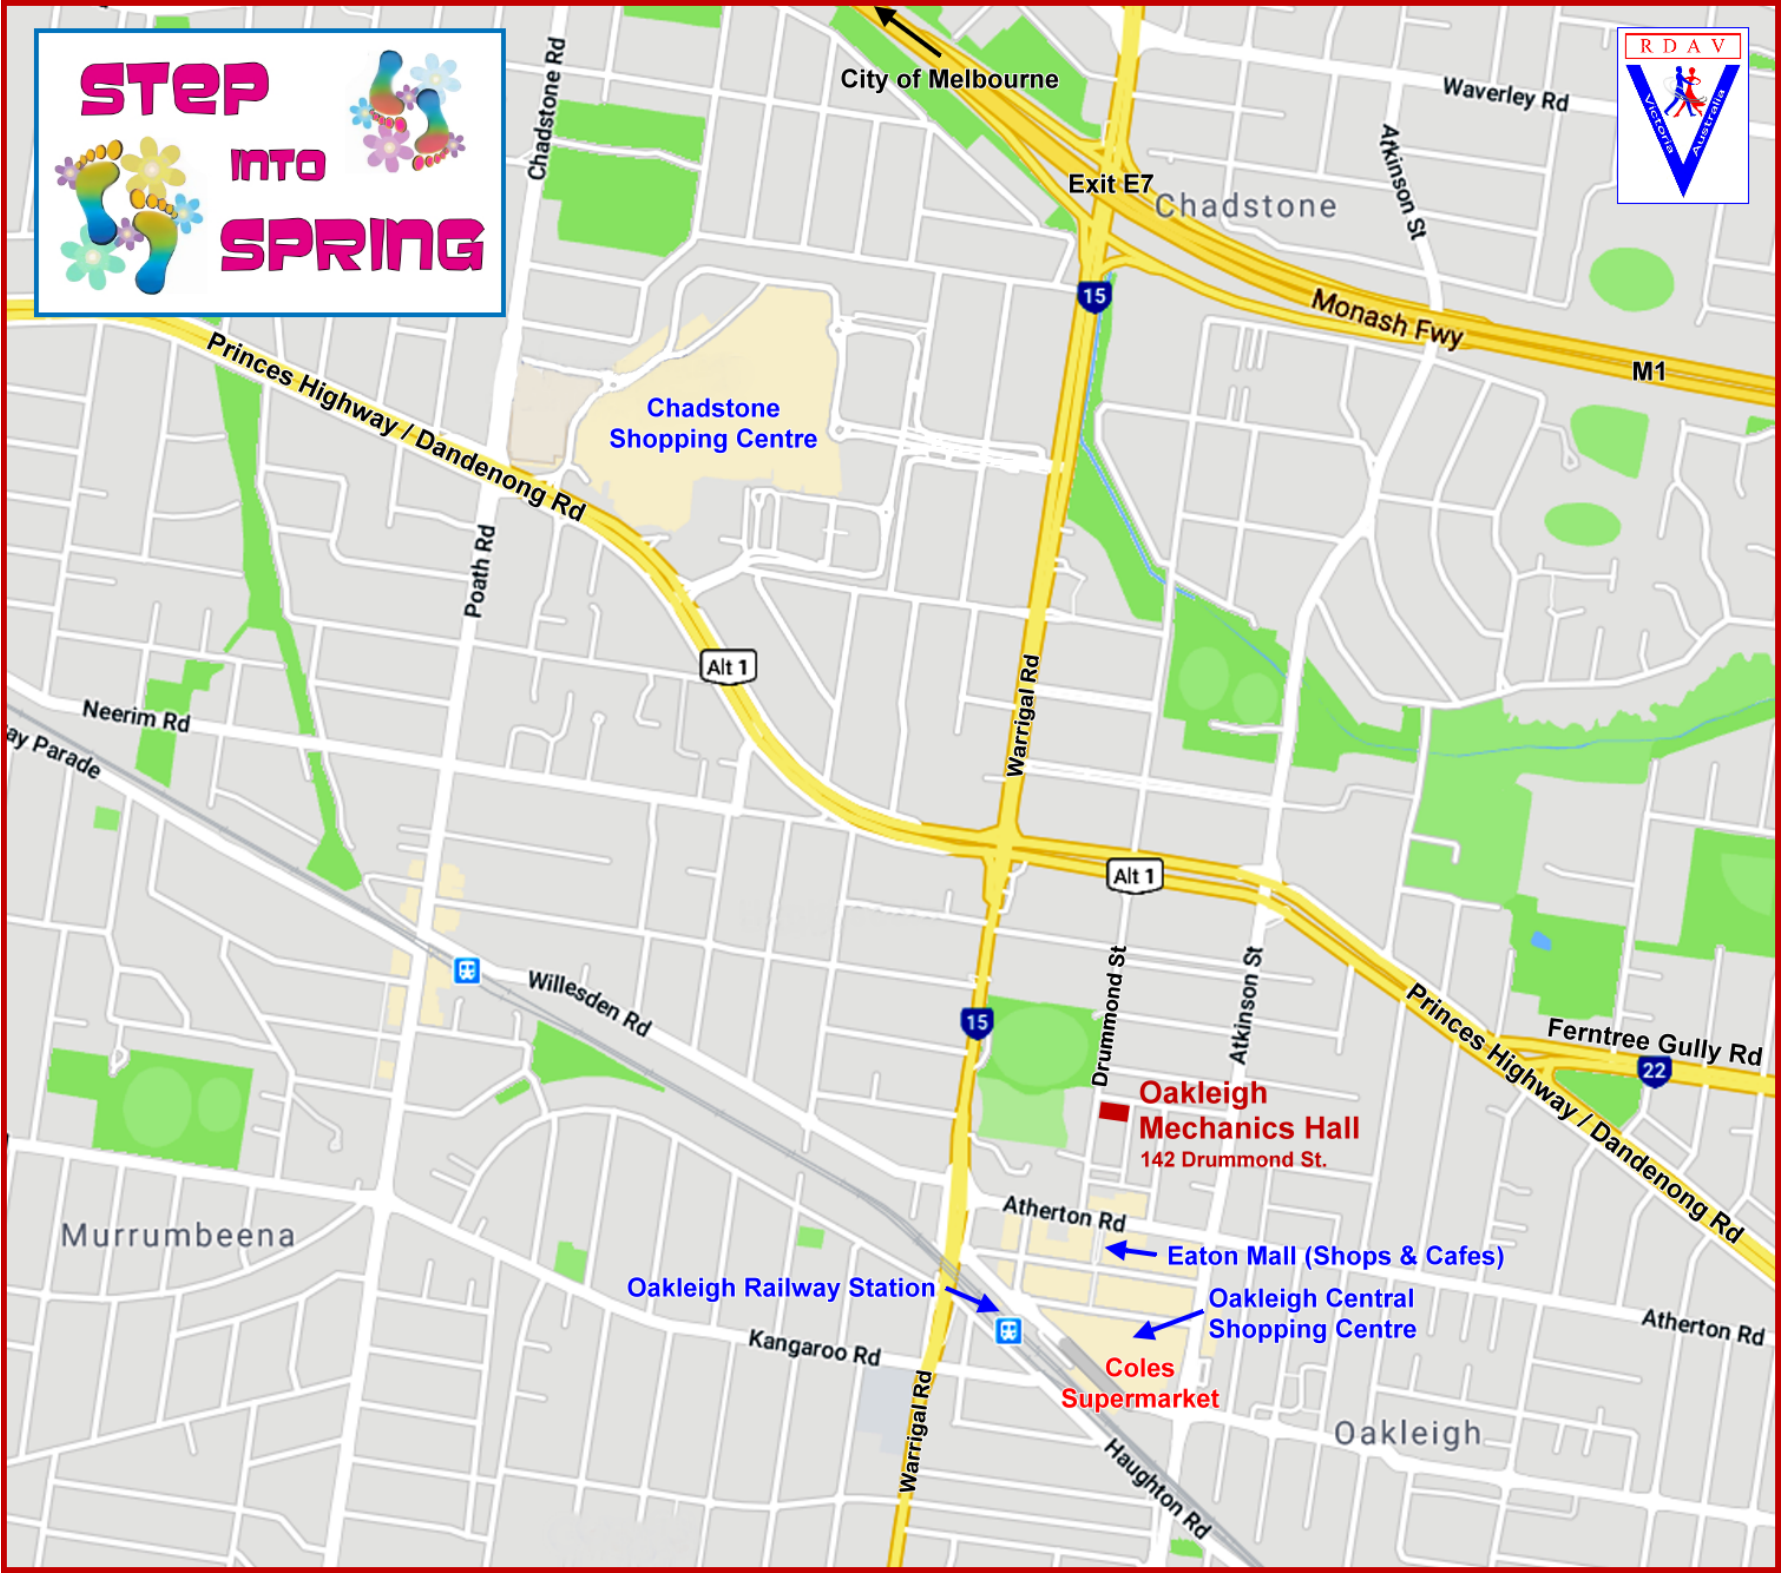 STEP
INTO
SPRING
Chadstone Rd
City of Melbourne
Waverley Rd
RDAV
Victoria
Australia
Atkinson St
Exit E7
Chadstone
15
Monash Fwy
M1
Princes Highway / Dandenong Rd
Chadstone
Shopping Centre
Poath Rd
Alt 1
Warrigal Rd
Neerim Rd
ay Parade
Alt 1
Willesden Rd
15
Drummond St
Atkinson St
Princes Highway / Dandenong Rd
Ferntree Gully Rd
22
Oakleigh
Mechanics Hall
142 Drummond St.
Atherton Rd
Murrumbeena
Eaton Mall (Shops & Cafes)
Oakleigh Railway Station
Oakleigh Central
Shopping Centre
Atherton Rd
Kangaroo Rd
Coles
Supermarket
Warrigal Rd
Oakleigh
Haughton Rd